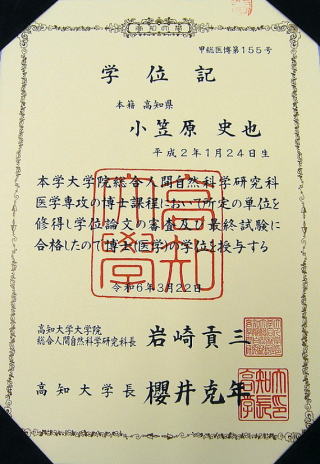 高知大学
甲総医博第155号
学位記
本籍 高知県
小笠原 史也
平成2年1月24日生
本学大学院総合人間自然科学研究科
医学専攻の博士課程において所定の単位を
修得し学位論文の審査及び最終試験に
合格したので博士(医学)の学位を授与する
令和6年3月22日
高知大学大学院
総合人間自然科学研究科長 岩崎貢三
高知大学長 櫻井克年